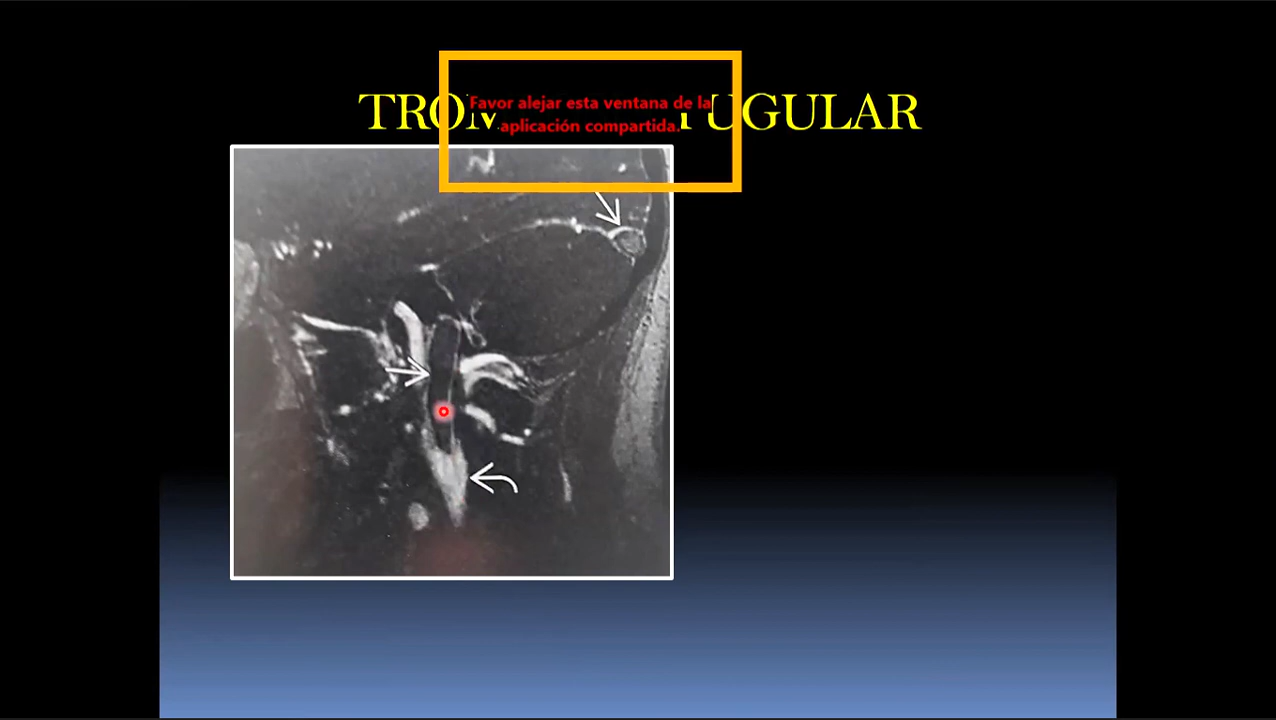 TROM UGULAR
Favor alejar esta ventana de la
aplicación compartida.